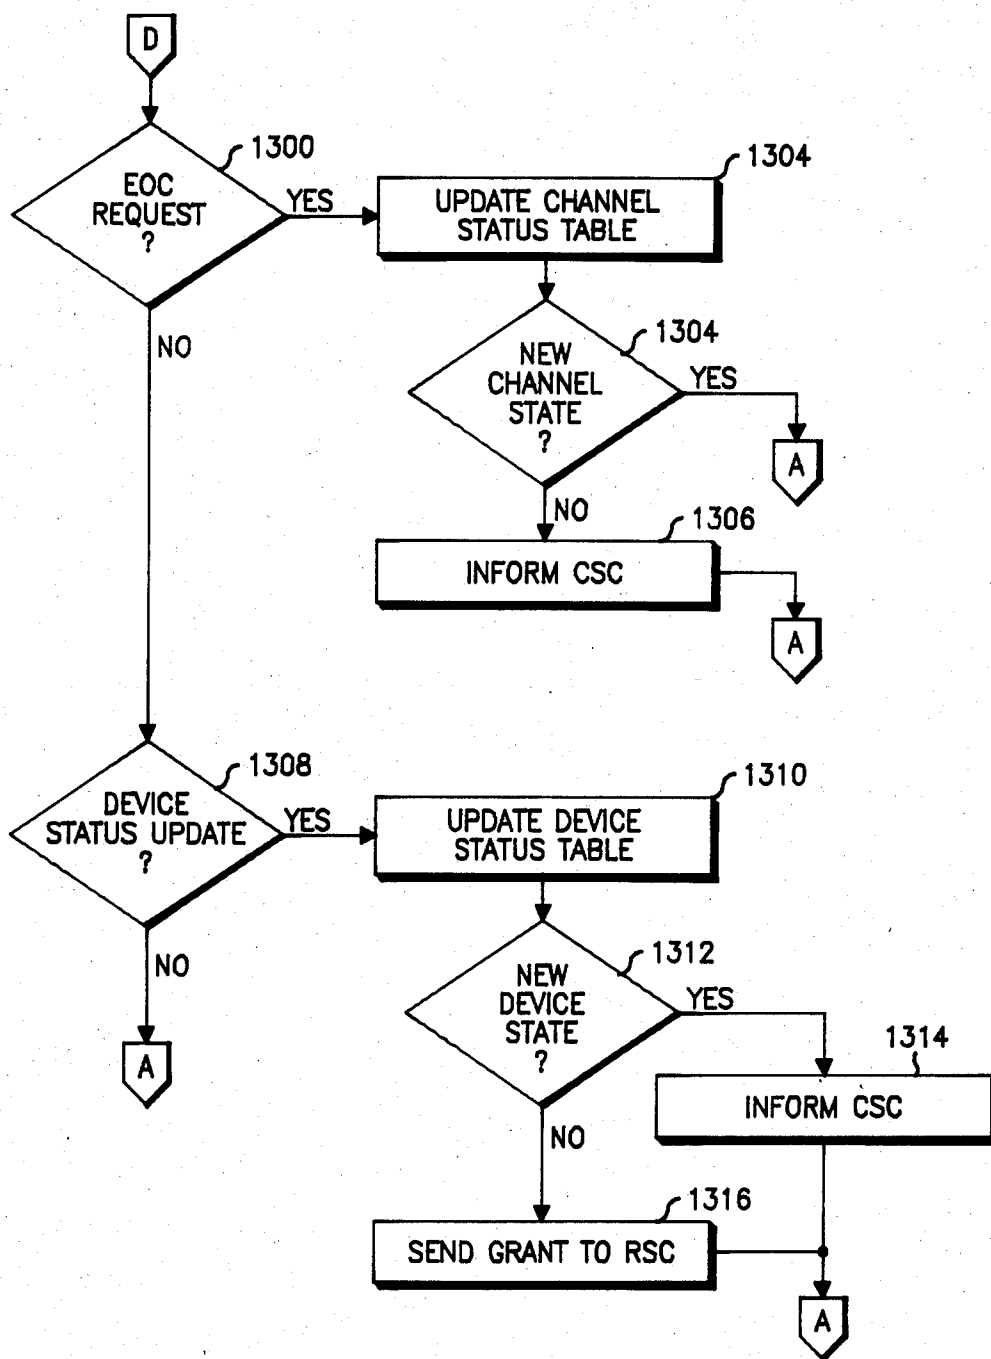 D
1300
EOC
REQUEST
?
YES
NO
1304
UPDATE CHANNEL
STATUS TABLE
1304
NEW
CHANNEL
STATE
?
YES
A
NO
1306
INFORM CSC
A
1308
DEVICE
STATUS UPDATE
?
YES
NO
A
1310
UPDATE DEVICE
STATUS TABLE
1312
NEW
DEVICE
STATE
?
YES
NO
1314
INFORM CSC
1316
SEND GRANT TO RSC
A